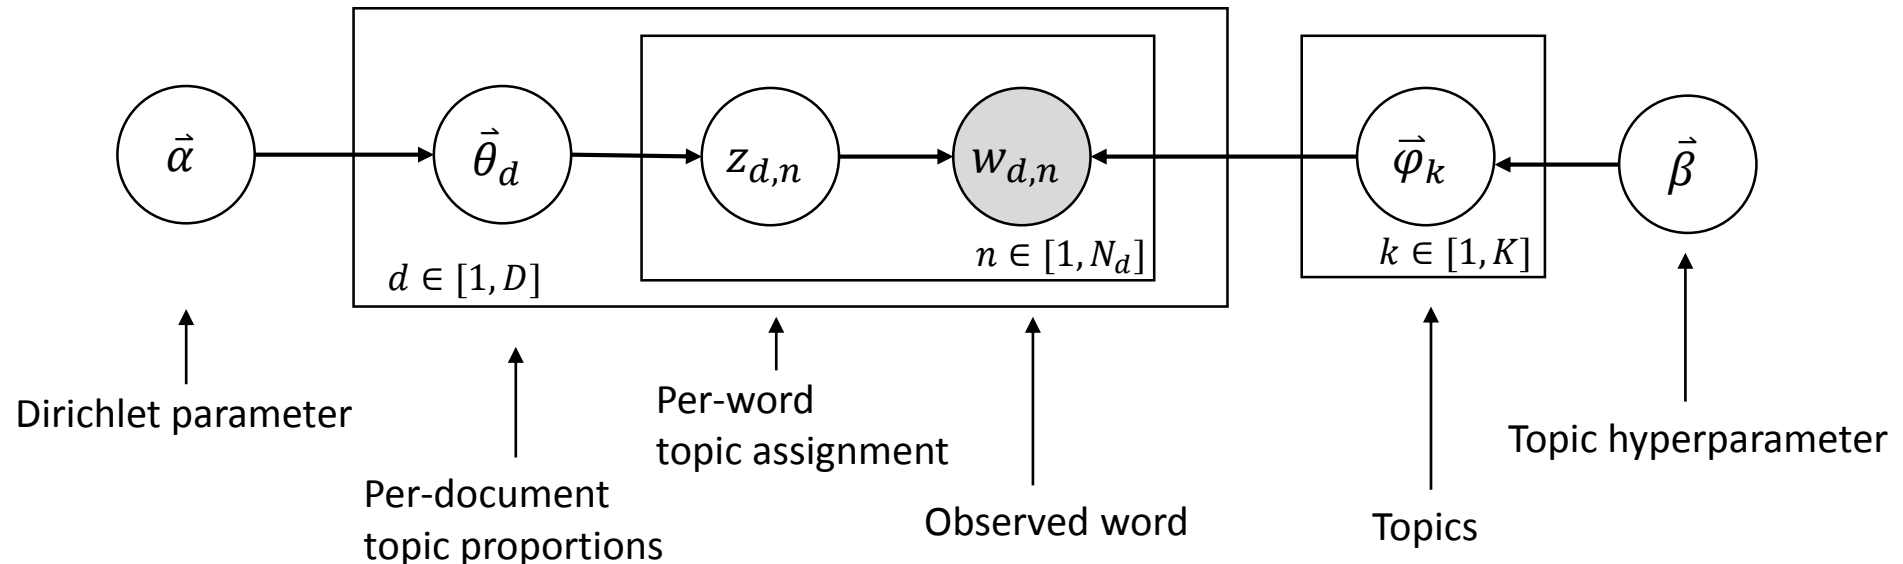 α⃗
θ⃗_d
z_{d,n}
w_{d,n}
φ⃗_k
β⃗
d ∈ [1, D]
n ∈ [1, N_d]
k ∈ [1, K]
Dirichlet parameter
Per-document
topic proportions
Per-word
topic assignment
Observed word
Topics
Topic hyperparameter